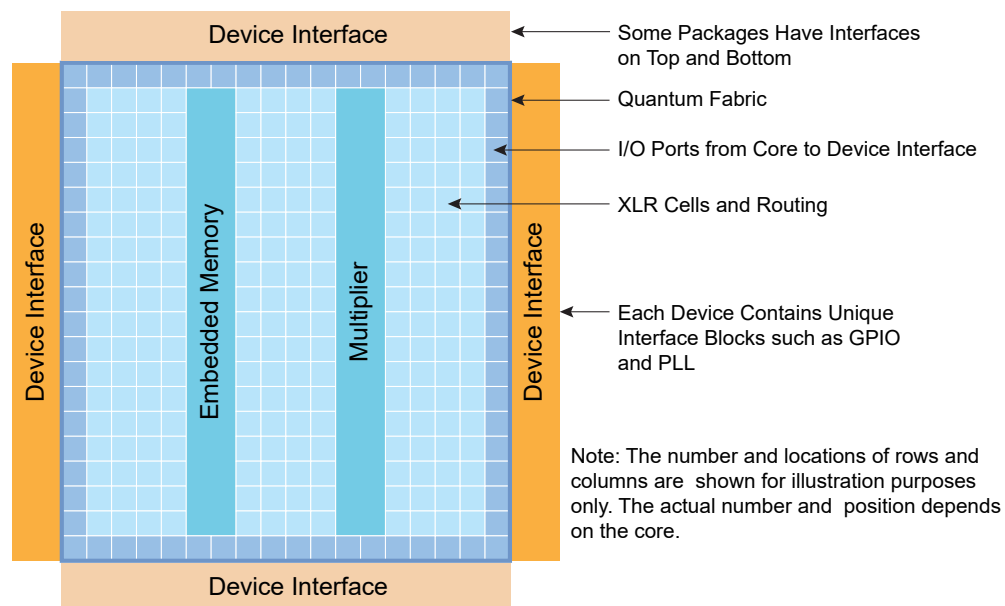 Device Interface
Some Packages Have Interfaces
on Top and Bottom
Quantum Fabric
I/O Ports from Core to Device Interface
XLR Cells and Routing
Device Interface
Embedded Memory
Multiplier
Device Interface
Each Device Contains Unique
Interface Blocks such as GPIO
and PLL
Note: The number and locations of rows and
columns are  shown for illustration purposes
only. The actual number and  position depends
on the core.
Device Interface